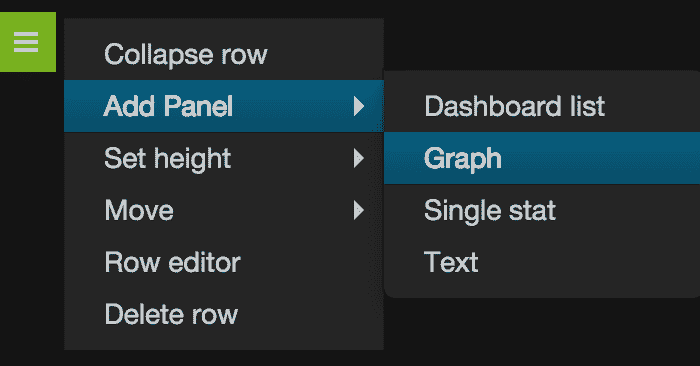 Collapse row
Add Panel
Set height
Move
Row editor
Delete row
Dashboard list
Graph
Single stat
Text